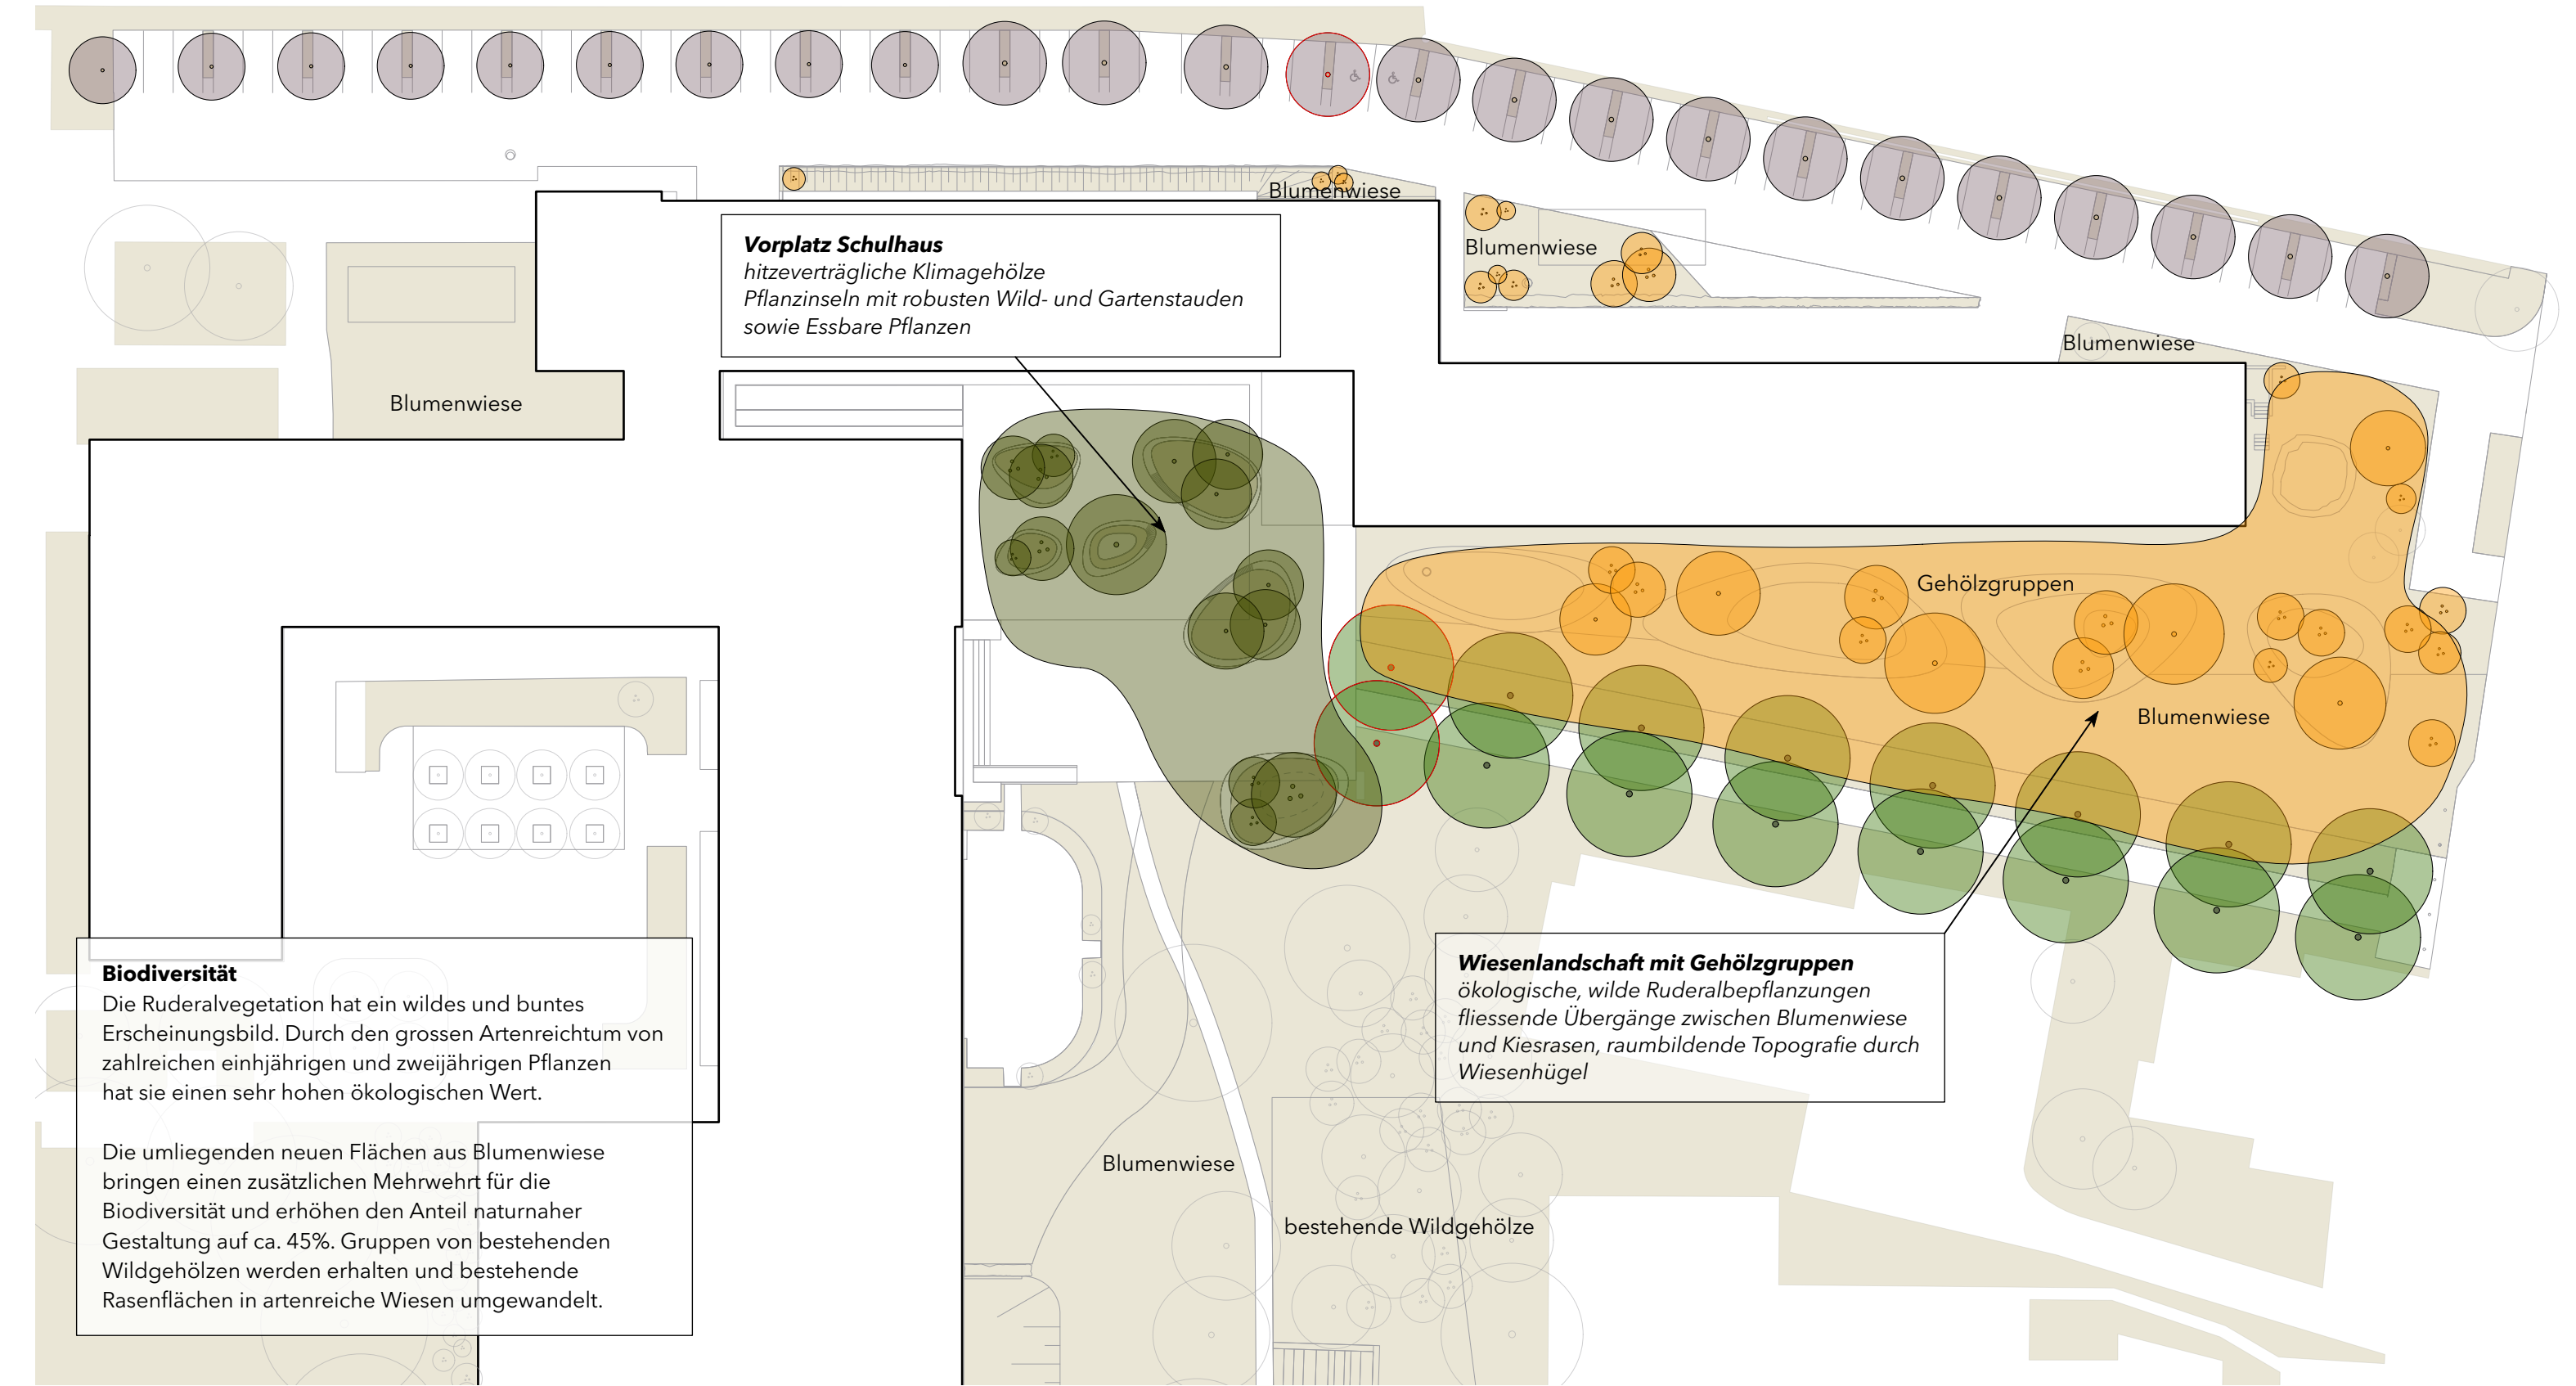 Blumenwiese
Vorplatz Schulhaus
hitzeverträgliche Klimagehölze
Pflanzinseln mit robusten Wild- und Gartenstauden
sowie Essbare Pflanzen
Blumenwiese
Blumenwiese
Blumenwiese
Gehölzgruppen
Blumenwiese
Wiesenlandschaft mit Gehölzgruppen
ökologische, wilde Ruderalbepflanzungen
fliessende Übergänge zwischen Blumenwiese
und Kiesrasen, raumbildende Topografie durch
Wiesenhügel
Biodiversität
Die Ruderalvegetation hat ein wildes und buntes
Erscheinungsbild. Durch den grossen Artenreichtum von
zahlreichen einhjährigen und zweijährigen Pflanzen
hat sie einen sehr hohen ökologischen Wert.
Die umliegenden neuen Flächen aus Blumenwiese
bringen einen zusätzlichen Mehrwehrt für die
Biodiversität und erhöhen den Anteil naturnaher
Gestaltung auf ca. 45%. Gruppen von bestehenden
Wildgehölzen werden erhalten und bestehende
Rasenflächen in artenreiche Wiesen umgewandelt.
Blumenwiese
bestehende Wildgehölze